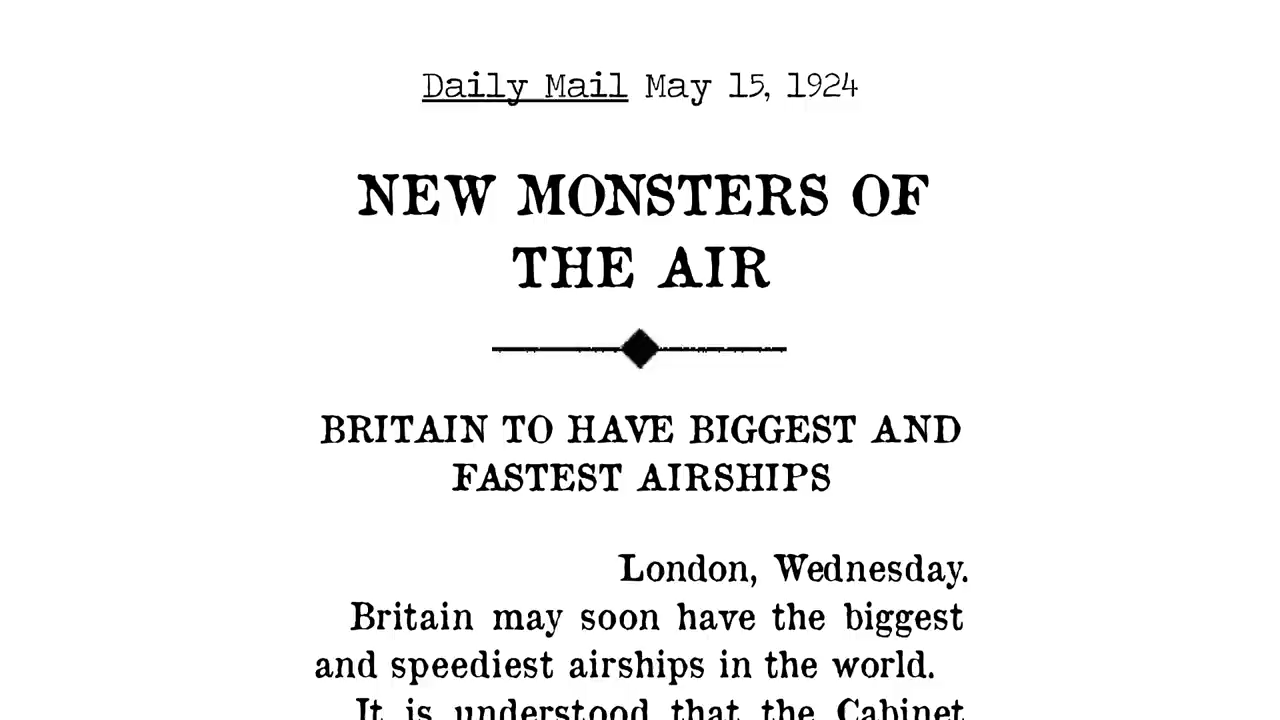 Daily Mail May 15, 1924
NEW MONSTERS OF
THE AIR
BRITAIN TO HAVE BIGGEST AND
FASTEST AIRSHIPS
London, Wednesday.
Britain may soon have the biggest
and speediest airships in the world.
It is understood that the Cabinet